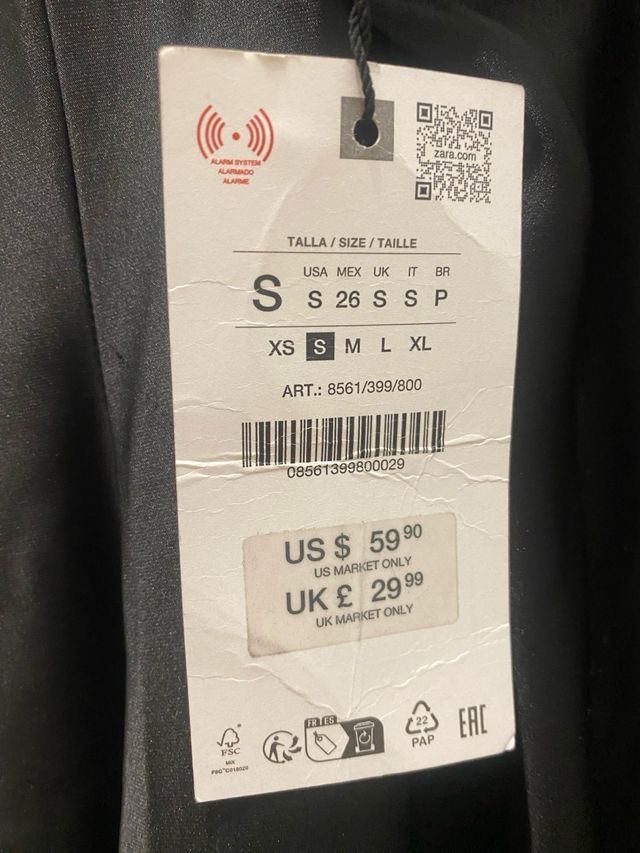 ALARM SYSTEM
ALARMADO
ALARME
zara.com
TALLA / SIZE / TAILLE
USA MEX UK IT BR
S S 26 S S P
XS S M L XL
ART.: 8561/399/800
08561399800029
US $ 59 90
US MARKET ONLY
UK £ 29 99
UK MARKET ONLY
FSC
MIX
FSC™C018026
FR ES
22
PAP
EAC